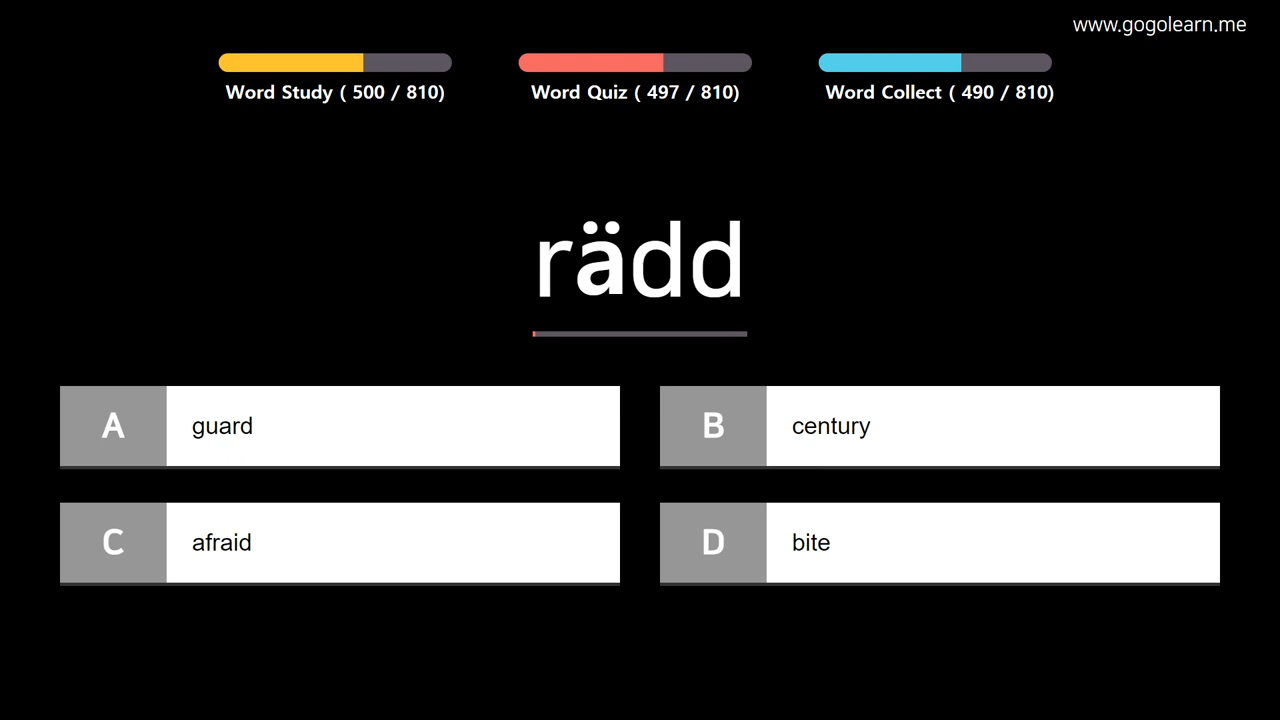 www.gogolearn.me
Word Study ( 500 / 810)
Word Quiz ( 497 / 810)
Word Collect ( 490 / 810)
rädd
A guard
B century
C afraid
D bite